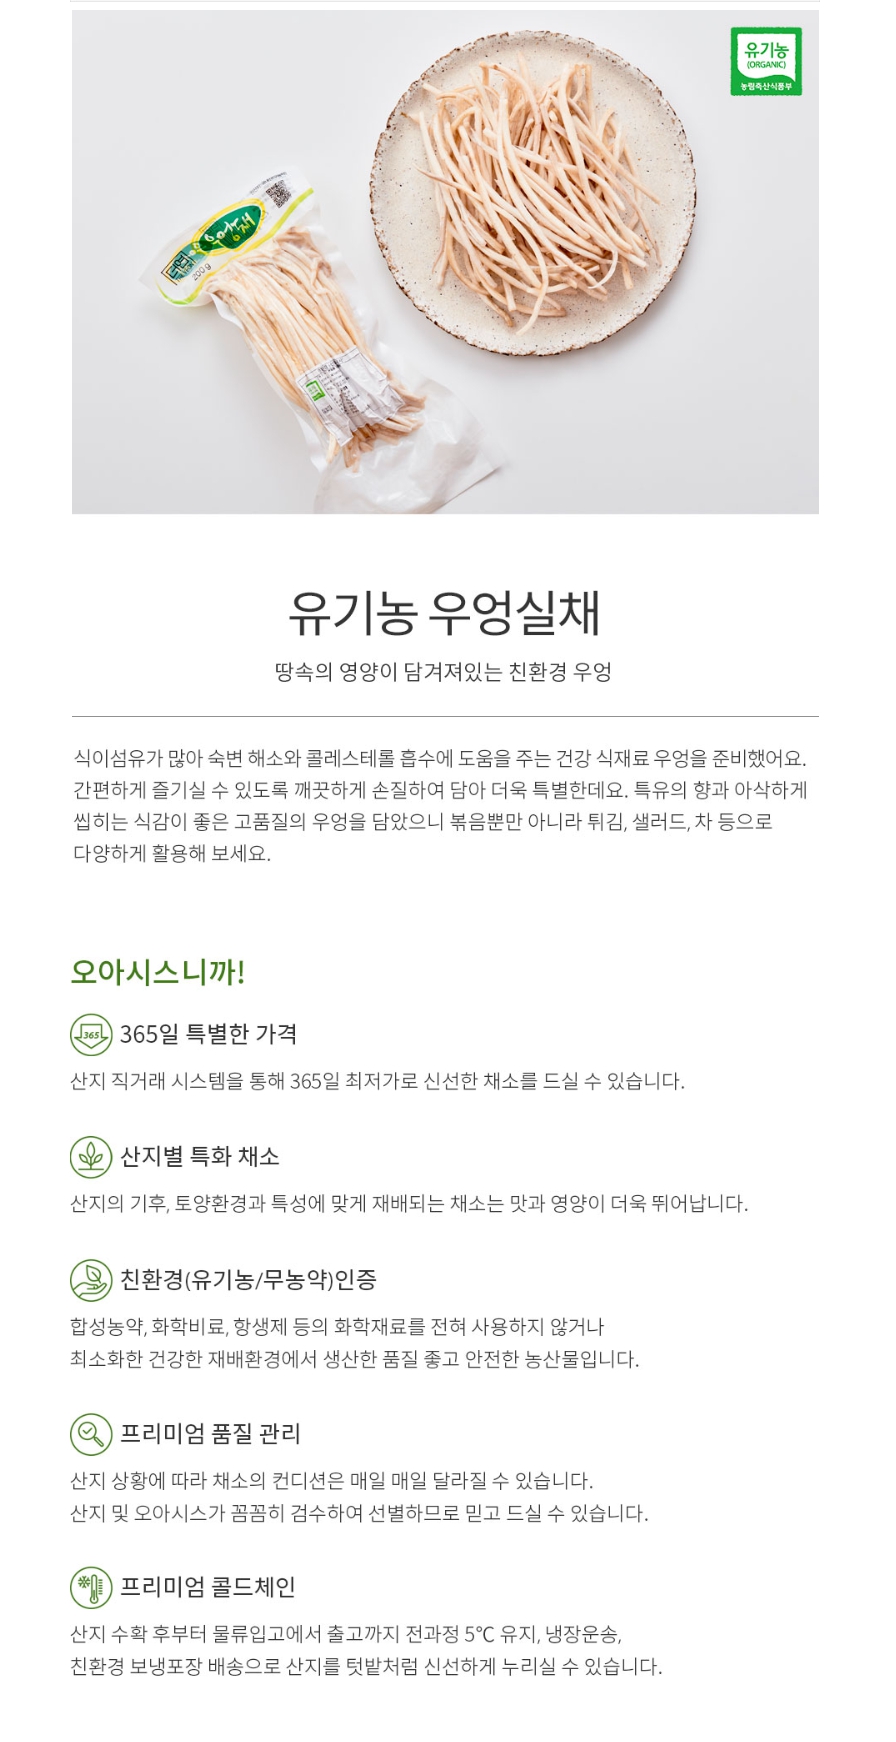 유기농
(ORGANIC)
농림축산식품부
우엉채
200g
유기농 우엉실채
땅속의 영양이 담겨져있는 친환경 우엉
식이섬유가 많아 숙변 해소와 콜레스테롤 흡수에 도움을 주는 건강 식재료 우엉을 준비했어요.
간편하게 즐기실 수 있도록 깨끗하게 손질하여 담아 더욱 특별한데요. 특유의 향과 아삭하게
씹히는 식감이 좋은 고품질의 우엉을 담았으니 볶음뿐만 아니라 튀김, 샐러드, 차 등으로
다양하게 활용해 보세요.
오아시스니까!
365
365일 특별한 가격
산지 직거래 시스템을 통해 365일 최저가로 신선한 채소를 드실 수 있습니다.
산지별 특화 채소
산지의 기후, 토양환경과 특성에 맞게 재배되는 채소는 맛과 영양이 더욱 뛰어납니다.
친환경(유기농/무농약)인증
합성농약, 화학비료, 항생제 등의 화학재료를 전혀 사용하지 않거나
최소화한 건강한 재배환경에서 생산한 품질 좋고 안전한 농산물입니다.
프리미엄 품질 관리
산지 상황에 따라 채소의 컨디션은 매일 매일 달라질 수 있습니다.
산지 및 오아시스가 꼼꼼히 검수하여 선별하므로 믿고 드실 수 있습니다.
프리미엄 콜드체인
산지 수확 후부터 물류입고에서 출고까지 전과정 5℃ 유지, 냉장운송,
친환경 보냉포장 배송으로 산지를 텃밭처럼 신선하게 누리실 수 있습니다.